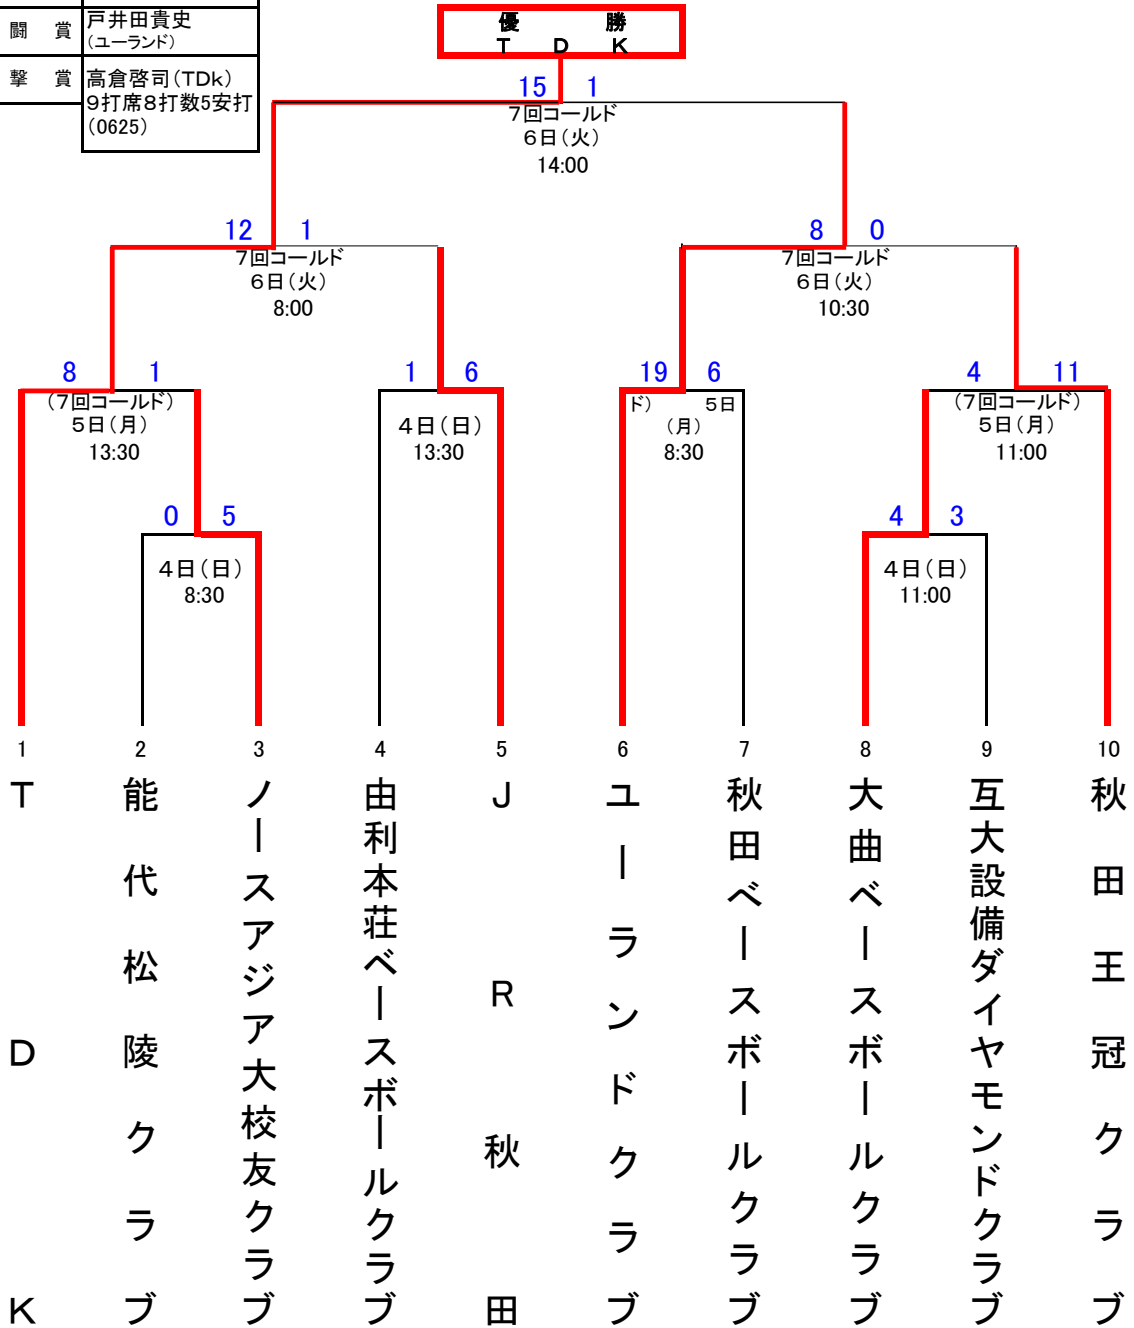 闘 賞
戸井田貴史
(ユーランド)
撃 賞
高倉啓司(TDk)
9打席8打数5安打
(0625)
優 勝
T D K
15 1
7回コールド
6日(火)
14:00
12 1
7回コールド
6日(火)
8:00
8 0
7回コールド
6日(火)
10:30
8 1
(7回コールド)
5日(月)
13:30
1 6
4日(日)
13:30
19 6
ド) 5日
(月)
8:30
4 11
(7回コールド)
5日(月)
11:00
0 5
4日(日)
8:30
4 3
4日(日)
11:00
1 2 3 4 5 6 7 8 9 10
TDK
能代松陵クラブ
ノースアジア大校友クラブ
由利本荘ベースボールクラブ
JR秋田
ユーランドクラブ
秋田ベースボールクラブ
大曲ベースボールクラブ
互大設備ダイヤモンドクラブ
秋田王冠クラブ